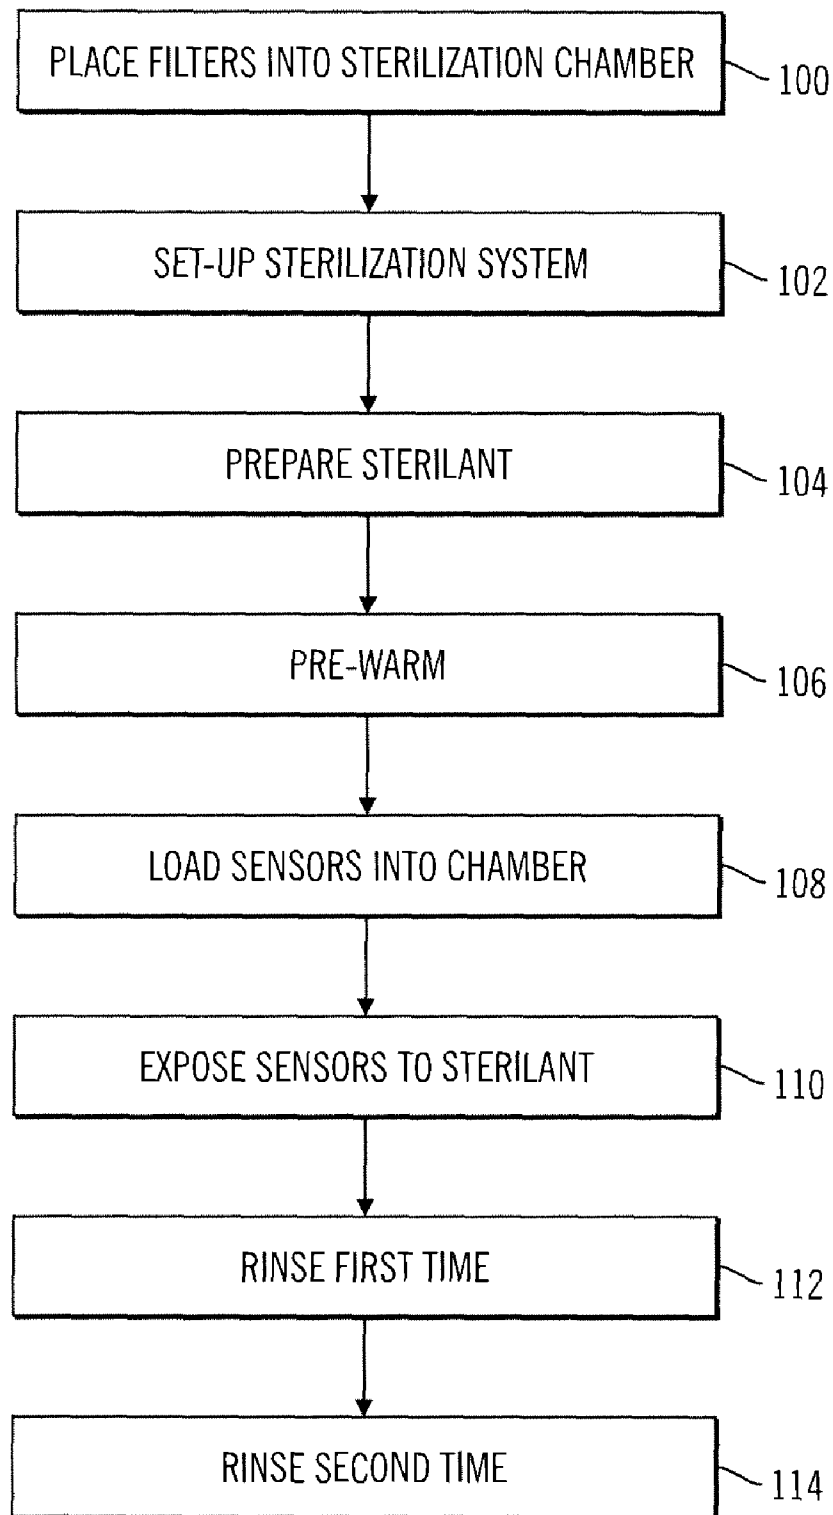 PLACE FILTERS INTO STERILIZATION CHAMBER
100
SET-UP STERILIZATION SYSTEM
102
PREPARE STERILANT
104
PRE-WARM
106
LOAD SENSORS INTO CHAMBER
108
EXPOSE SENSORS TO STERILANT
110
RINSE FIRST TIME
112
RINSE SECOND TIME
114